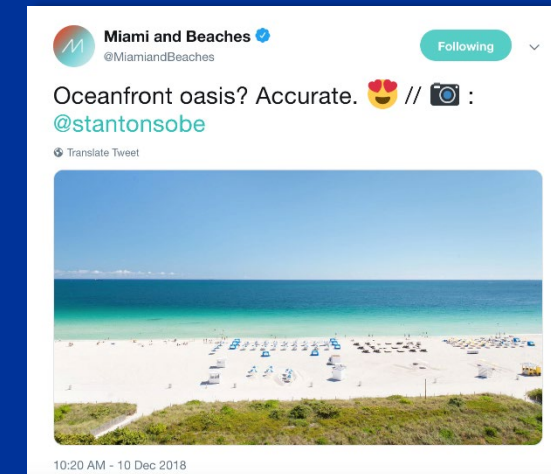 Miami and Beaches
@MiamiandBeaches
Following
Oceanfront oasis? Accurate. 😍 // 📷 :
@stantonsobe
Translate Tweet
10:20 AM - 10 Dec 2018